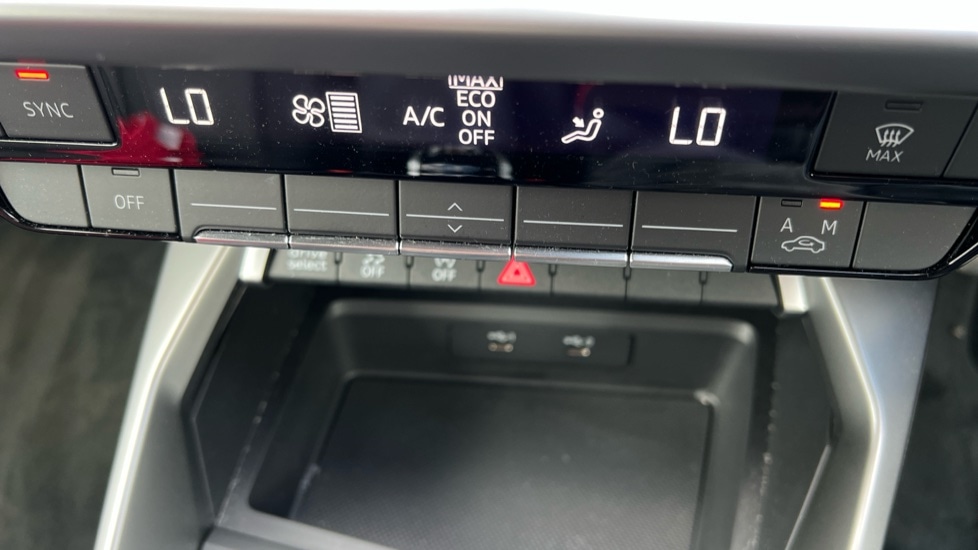 SYNC
LO
A/C
MAX
ECO
ON
OFF
LO
MAX
OFF
A M
drive
select
OFF
OFF